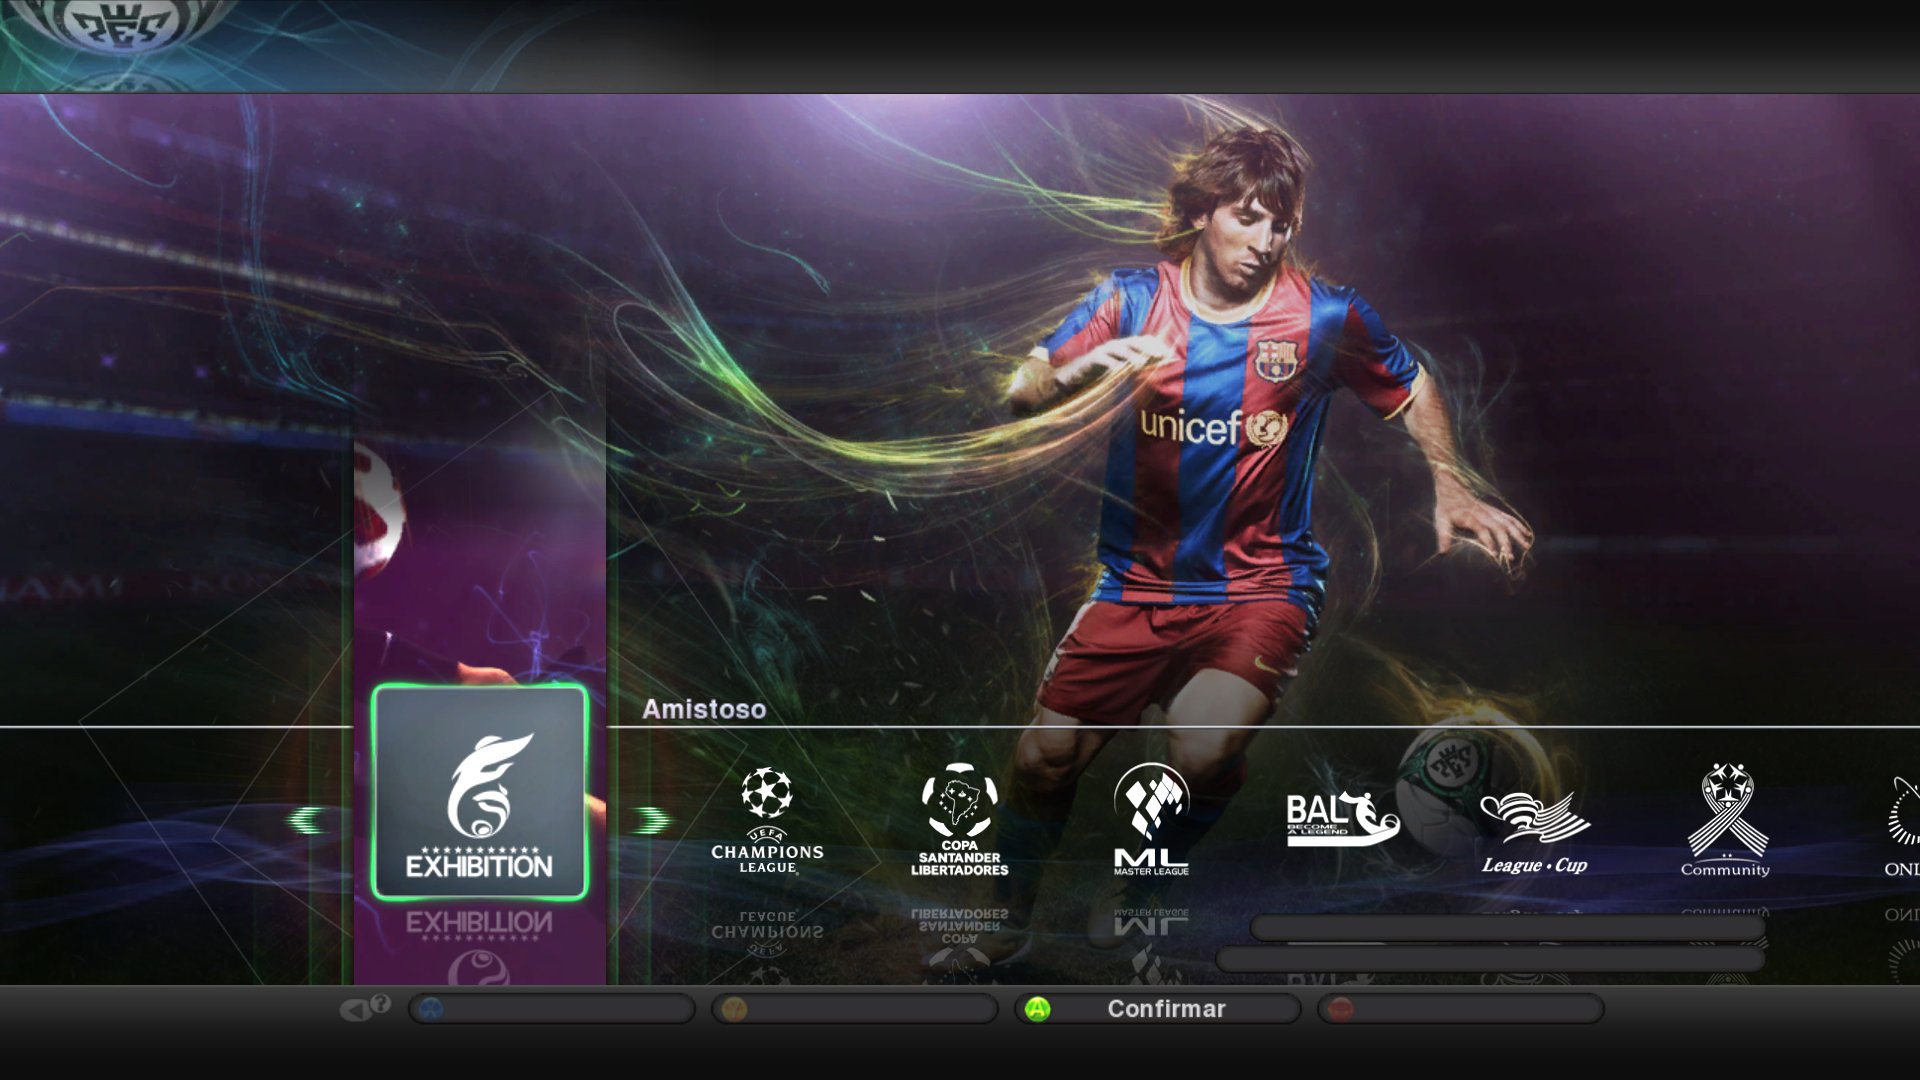 PES
unicef
Amistoso
EXHIBITION
UEFA
CHAMPIONS
LEAGUE
COPA
SANTANDER
LIBERTADORES
ML
MASTER LEAGUE
BAL
BECOME
A LEGEND
League · Cup
Community
ONL
A
Confirmar